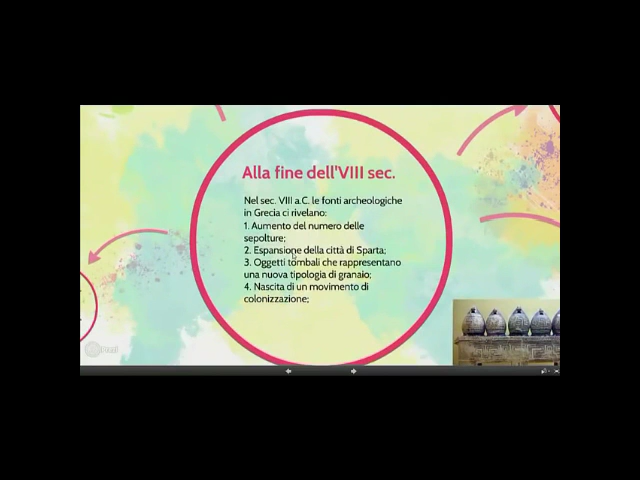 Alla fine dell'VIII sec.
Nel sec. VIII a.C. le fonti archeologiche
in Grecia ci rivelano:
1. Aumento del numero delle
sepolture;
2. Espansione della città di Sparta;
3. Oggetti tombali che rappresentano
una nuova tipologia di granaio;
4. Nascita di un movimento di
colonizzazione;
Prezi